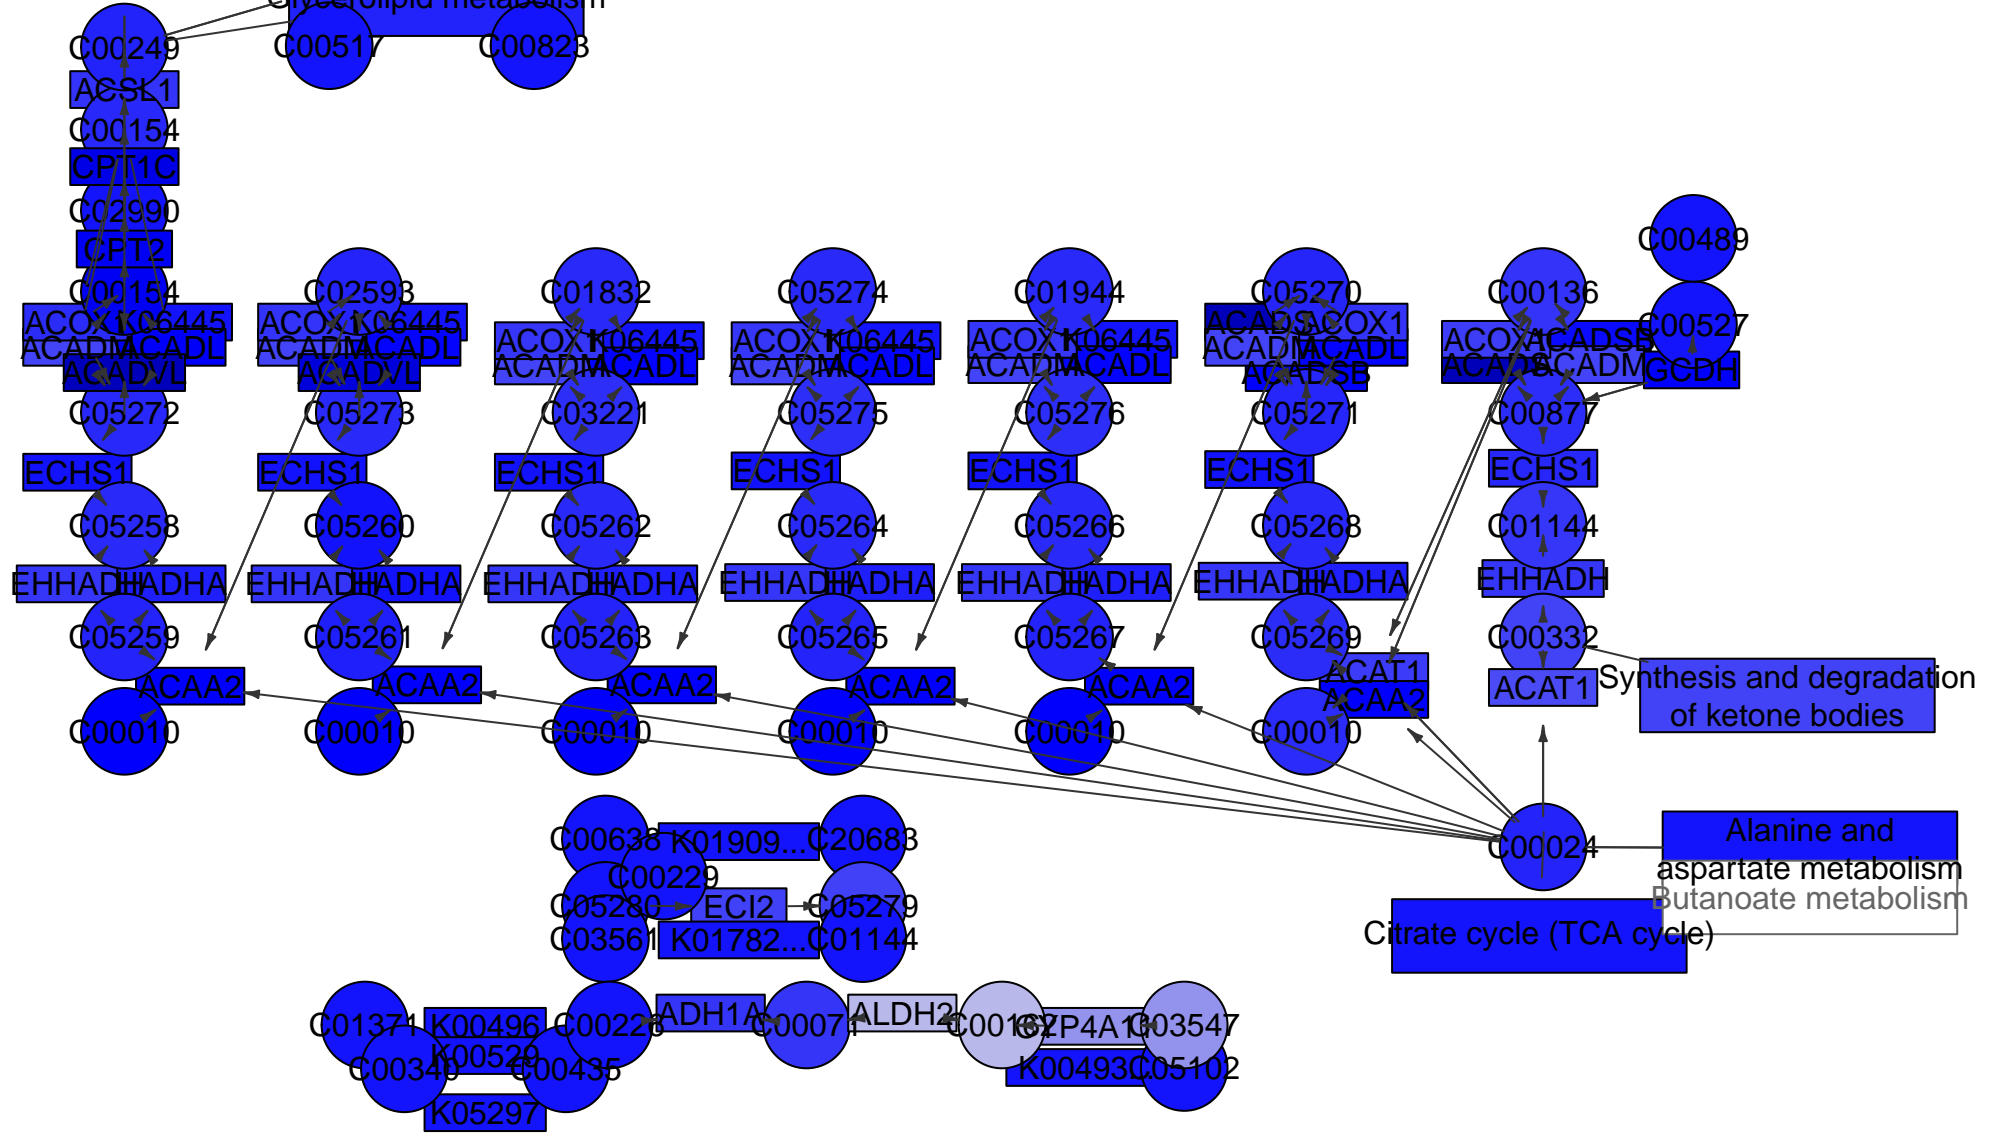 Glycerolipid metabolism
C00249
C00517
C00823
ACSL1
C00154
CPT1C
C02990
CPT2
C00489
C00154
C02593
C01832
C05274
C01944
C05270
C00136
C00527
ACOX1
K06445
ACADM
ACADL
ACADVL
ACOX1
K06445
ACADM
ACADL
ACADVL
ACOX1
K06445
ACADM
ACADL
ACOX1
K06445
ACADM
ACADL
ACOX1
K06445
ACADM
ACADL
ACADS
ACOX1
ACADM
ACADL
ACADSB
ACOX1
ACADSB
ACADS
ACADM
GCDH
C05272
C05273
C03221
C05275
C05276
C05271
C00877
ECHS1
ECHS1
ECHS1
ECHS1
ECHS1
ECHS1
ECHS1
C05258
C05260
C05262
C05264
C05266
C05268
C01144
EHHADH
HADHA
EHHADH
HADHA
EHHADH
HADHA
EHHADH
HADHA
EHHADH
HADHA
EHHADH
HADHA
EHHADH
C05259
C05261
C05263
C05265
C05267
C05269
C00332
ACAA2
ACAA2
ACAA2
ACAA2
ACAA2
ACAT1
ACAA2
ACAT1
Synthesis and degradation
of ketone bodies
C00010
C00010
C00010
C00010
C00010
C00010
C00638
K01909...
C20683
C00229
C05280
ECI2
C05279
C03561
K01782...
C01144
C00024
Alanine and
aspartate metabolism
Butanoate metabolism
Citrate cycle (TCA cycle)
C01371
K00496
C00226
ADH1A
C00071
ALDH2
C00162
CYP4A11
C03547
K00529
C00340
C00435
K00493...
C05102
K05297